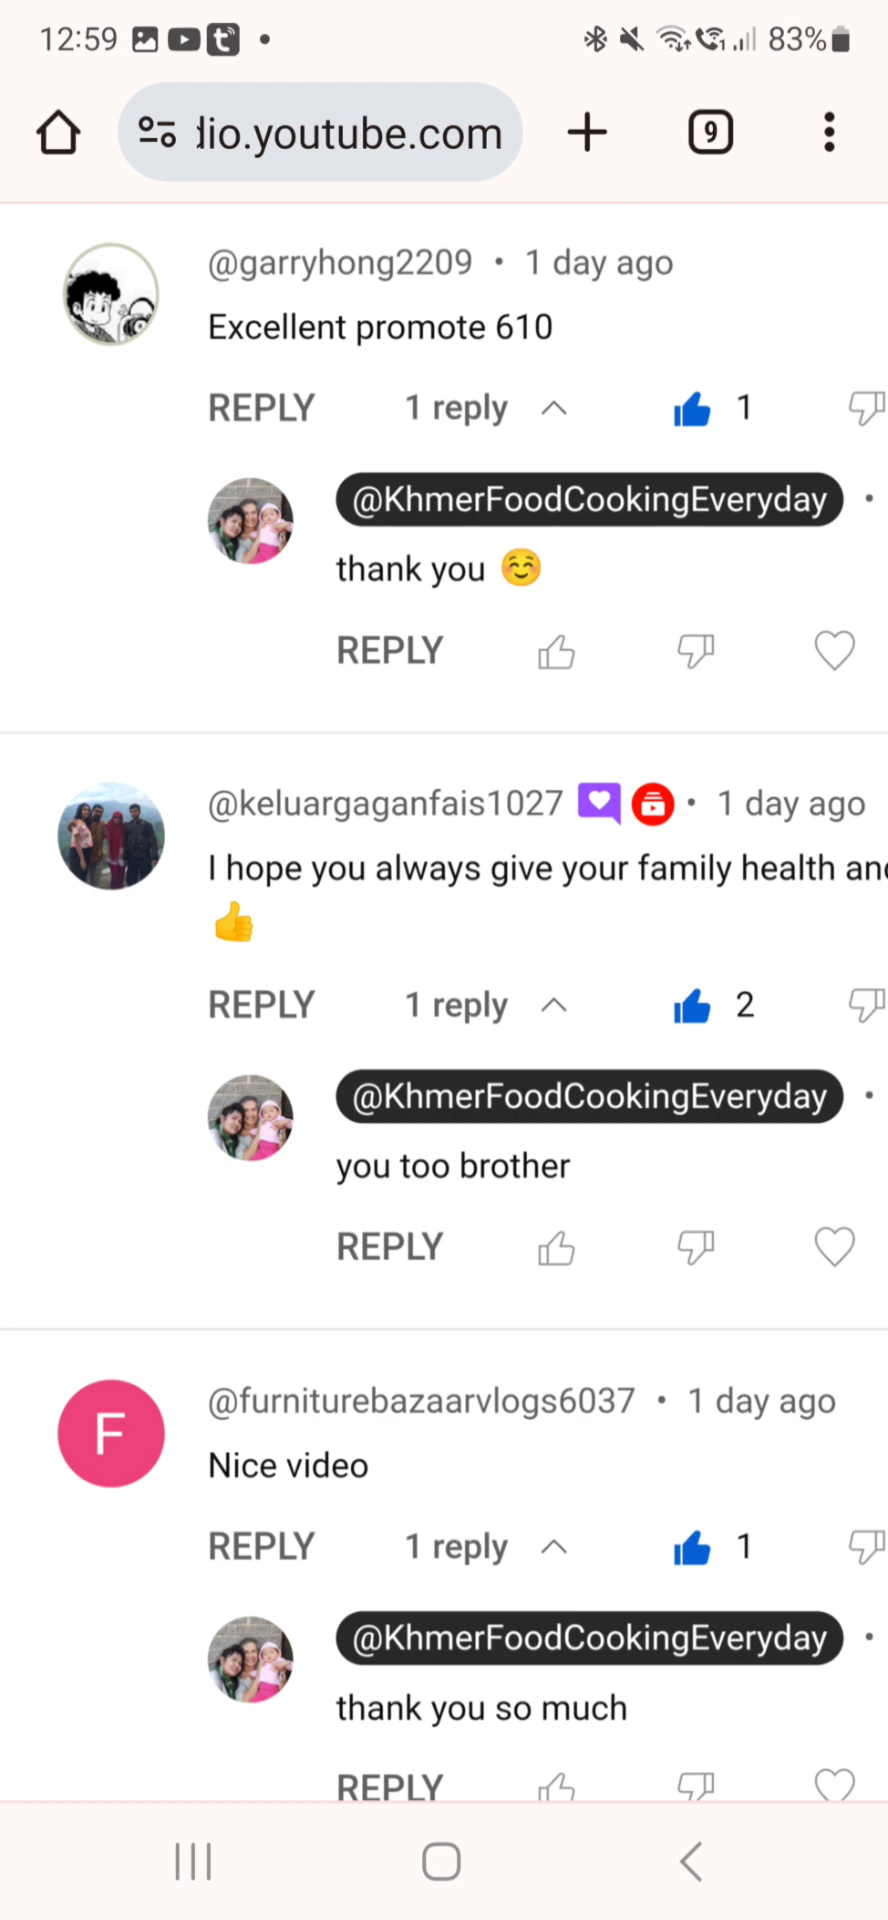 12:59
83%
dio.youtube.com
9
@garryhong2209 • 1 day ago
Excellent promote 610
REPLY 1 reply 1
@KhmerFoodCookingEveryday •
thank you ☺️
REPLY
@keluargaganfais1027 • 1 day ago
I hope you always give your family health and
👍
REPLY 1 reply 2
@KhmerFoodCookingEveryday •
you too brother
REPLY
F
@furniturebazaarvlogs6037 • 1 day ago
Nice video
REPLY 1 reply 1
@KhmerFoodCookingEveryday •
thank you so much
REPLY